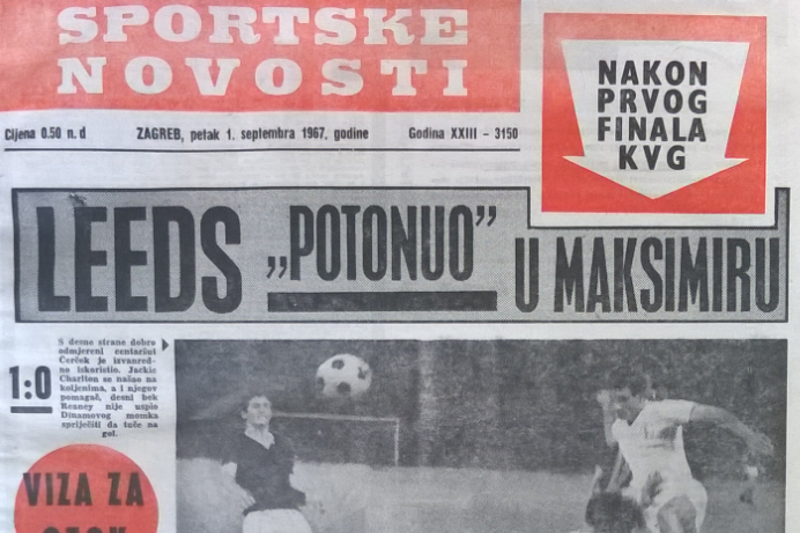 SPORTSKE
NOVOSTI
Cijena 0.50 n. d ZAGREB, petak 1. septembra 1967. godine Godina XXIII - 3150
NAKON
PRVOG
FINALA
KVG
LEEDS „POTONUO” U MAKSIMIRU
1:0
S desne strane dobro
odmjereni centaršut
Čerček je izvanred-
no iskoristio. Jackie
Charlton se našao na
koljenima, a i njegov
pomagač, desni bek
Reaney nije uspio
Dinamovog momka
spriječiti da tuče na
gol.
VIZA ZA